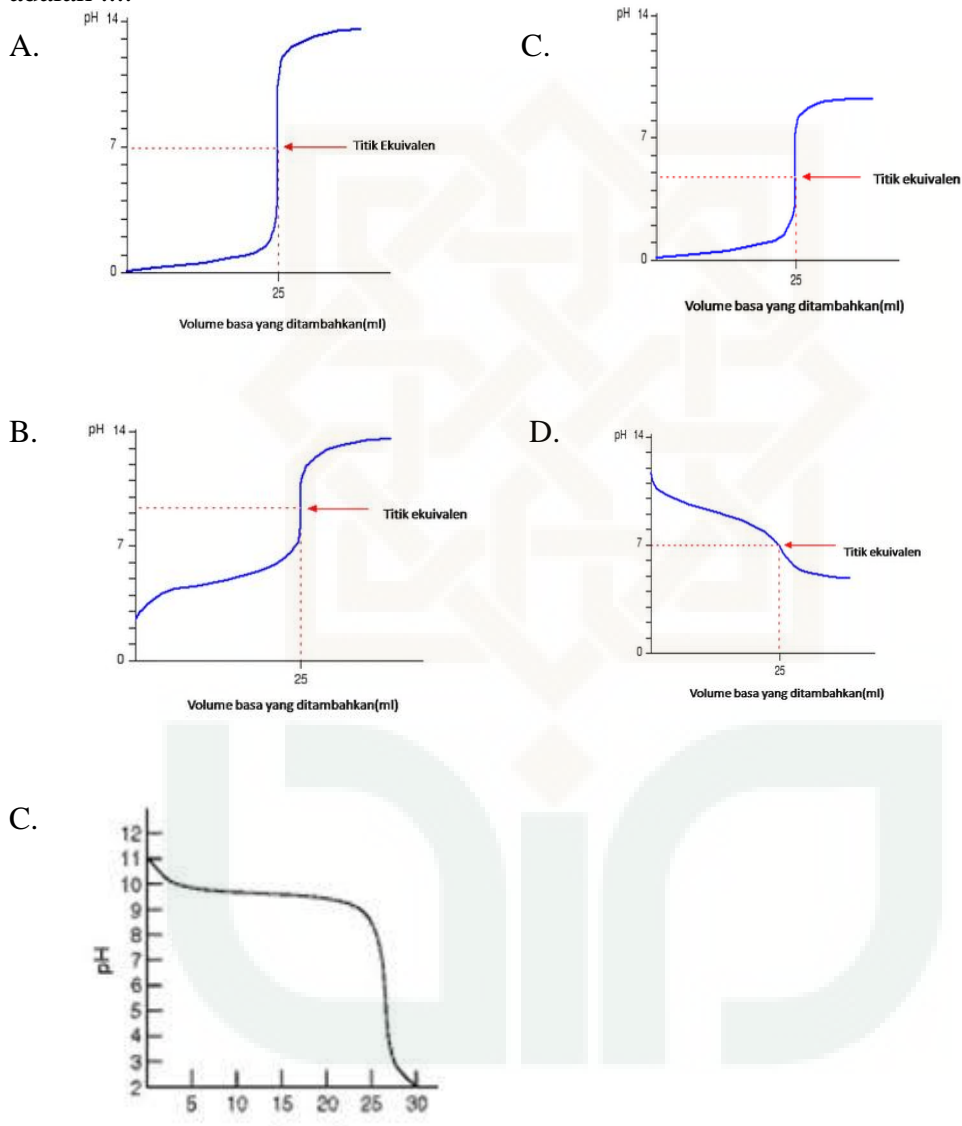 adalah ....
A.
pH 14
7
0
Titik Ekuivalen
25
Volume basa yang ditambahkan(ml)
C.
pH 14
7
0
Titik ekuivalen
25
Volume basa yang ditambahkan(ml)
B.
pH 14
7
0
Titik ekuivalen
25
Volume basa yang ditambahkan(ml)
D.
pH 14
7
0
Titik ekuivalen
25
Volume basa yang ditambahkan(ml)
C.
12
11
10
9
8
7
6
5
4
3
2
pH
5 10 15 20 25 30